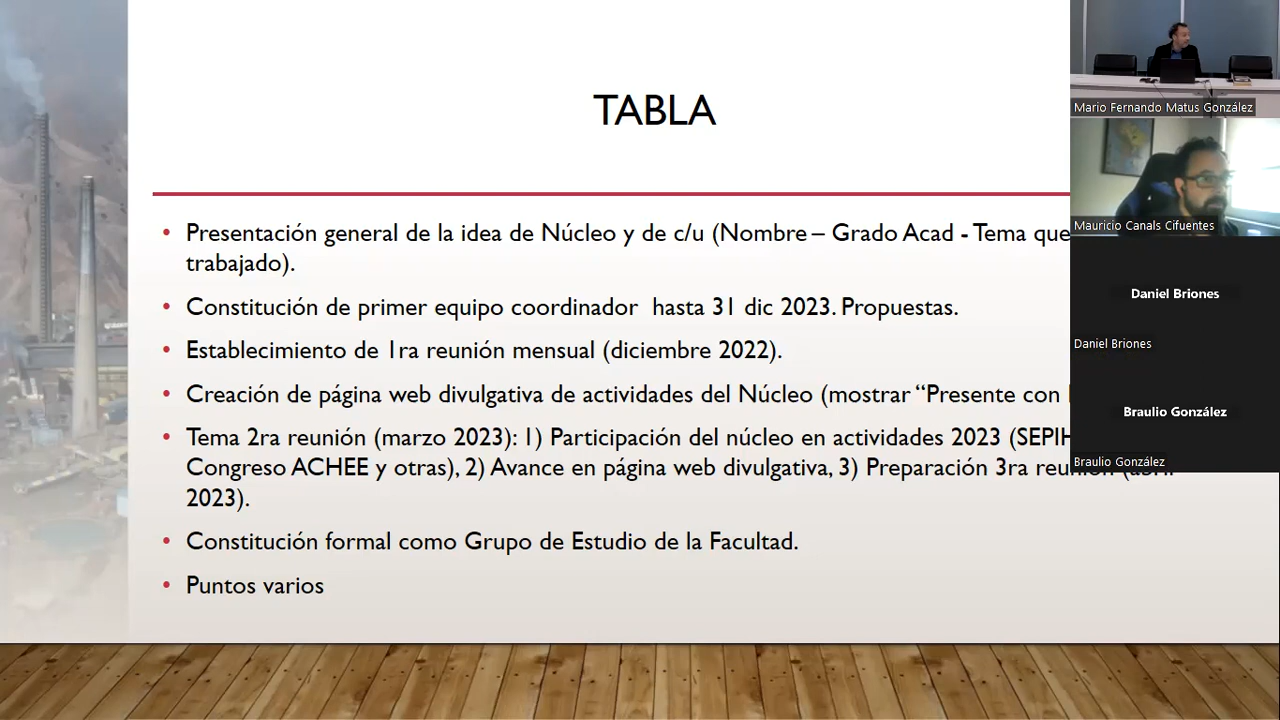 TABLA
• Presentación general de la idea de Núcleo y de c/u (Nombre – Grado Acad - Tema que
trabajado).
• Constitución de primer equipo coordinador hasta 31 dic 2023. Propuestas.
• Establecimiento de 1ra reunión mensual (diciembre 2022).
• Creación de página web divulgativa de actividades del Núcleo (mostrar “Presente con
• Tema 2ra reunión (marzo 2023): 1) Participación del núcleo en actividades 2023 (SEPIH
Congreso ACHEE y otras), 2) Avance en página web divulgativa, 3) Preparación 3ra reunión (abril
2023).
• Constitución formal como Grupo de Estudio de la Facultad.
• Puntos varios
Mario Fernando Matus González
Mauricio Canals Cifuentes
Daniel Briones
Daniel Briones
Braulio González
Braulio González